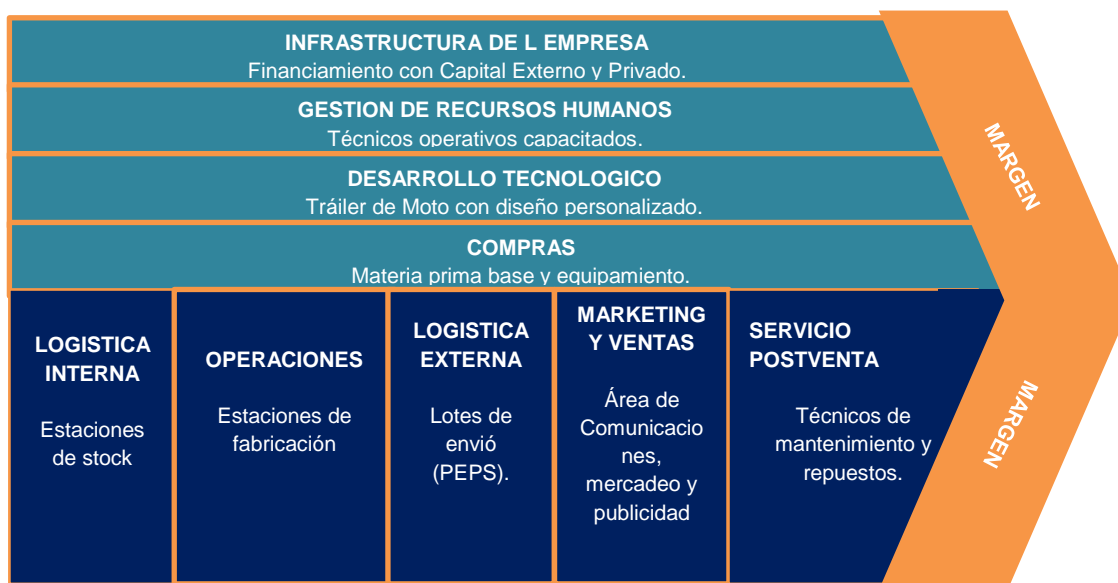 INFRASTRUCTURA DE L EMPRESA
Financiamiento con Capital Externo y Privado.
GESTION DE RECURSOS HUMANOS
Técnicos operativos capacitados.
DESARROLLO TECNOLOGICO
Tráiler de Moto con diseño personalizado.
COMPRAS
Materia prima base y equipamiento.
MARGEN
LOGISTICA
INTERNA
Estaciones
de stock
OPERACIONES
Estaciones de
fabricación
LOGISTICA
EXTERNA
Lotes de
envió
(PEPS).
MARKETING
Y VENTAS
Área de
Comunicacio
nes,
mercadeo y
publicidad
SERVICIO
POSTVENTA
Técnicos de
mantenimiento y
repuestos.
MARGEN